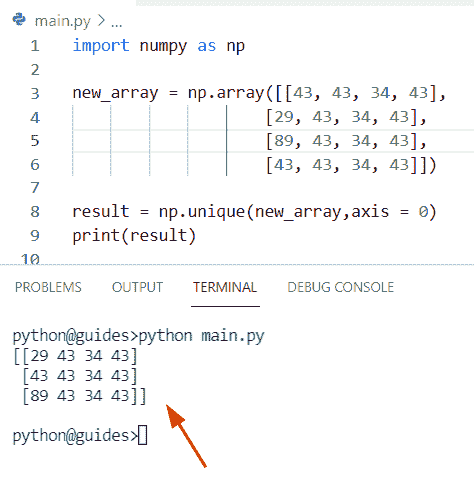 main.py > ...
1 import numpy as np
2
3 new_array = np.array([[43, 43, 34, 43],
4 [29, 43, 34, 43],
5 [89, 43, 34, 43],
6 [43, 43, 34, 43]])
7
8 result = np.unique(new_array,axis = 0)
9 print(result)
10
PROBLEMS OUTPUT TERMINAL DEBUG CONSOLE
python@guides>python main.py
[[29 43 34 43]
[43 43 34 43]
[89 43 34 43]]
python@guides>